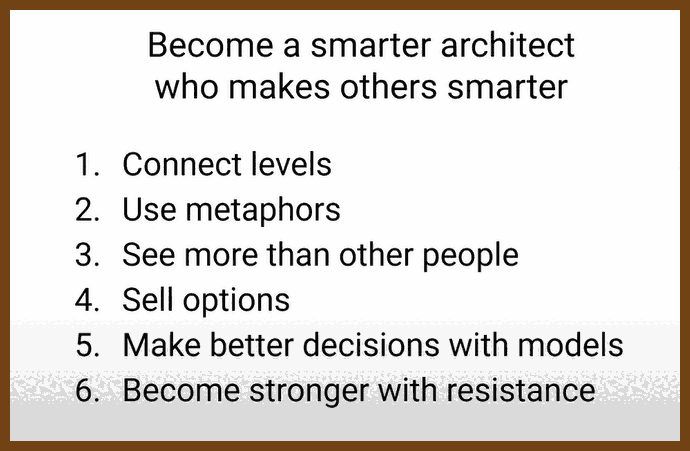 Become a smarter architect
who makes others smarter
1. Connect levels
2. Use metaphors
3. See more than other people
4. Sell options
5. Make better decisions with models
6. Become stronger with resistance